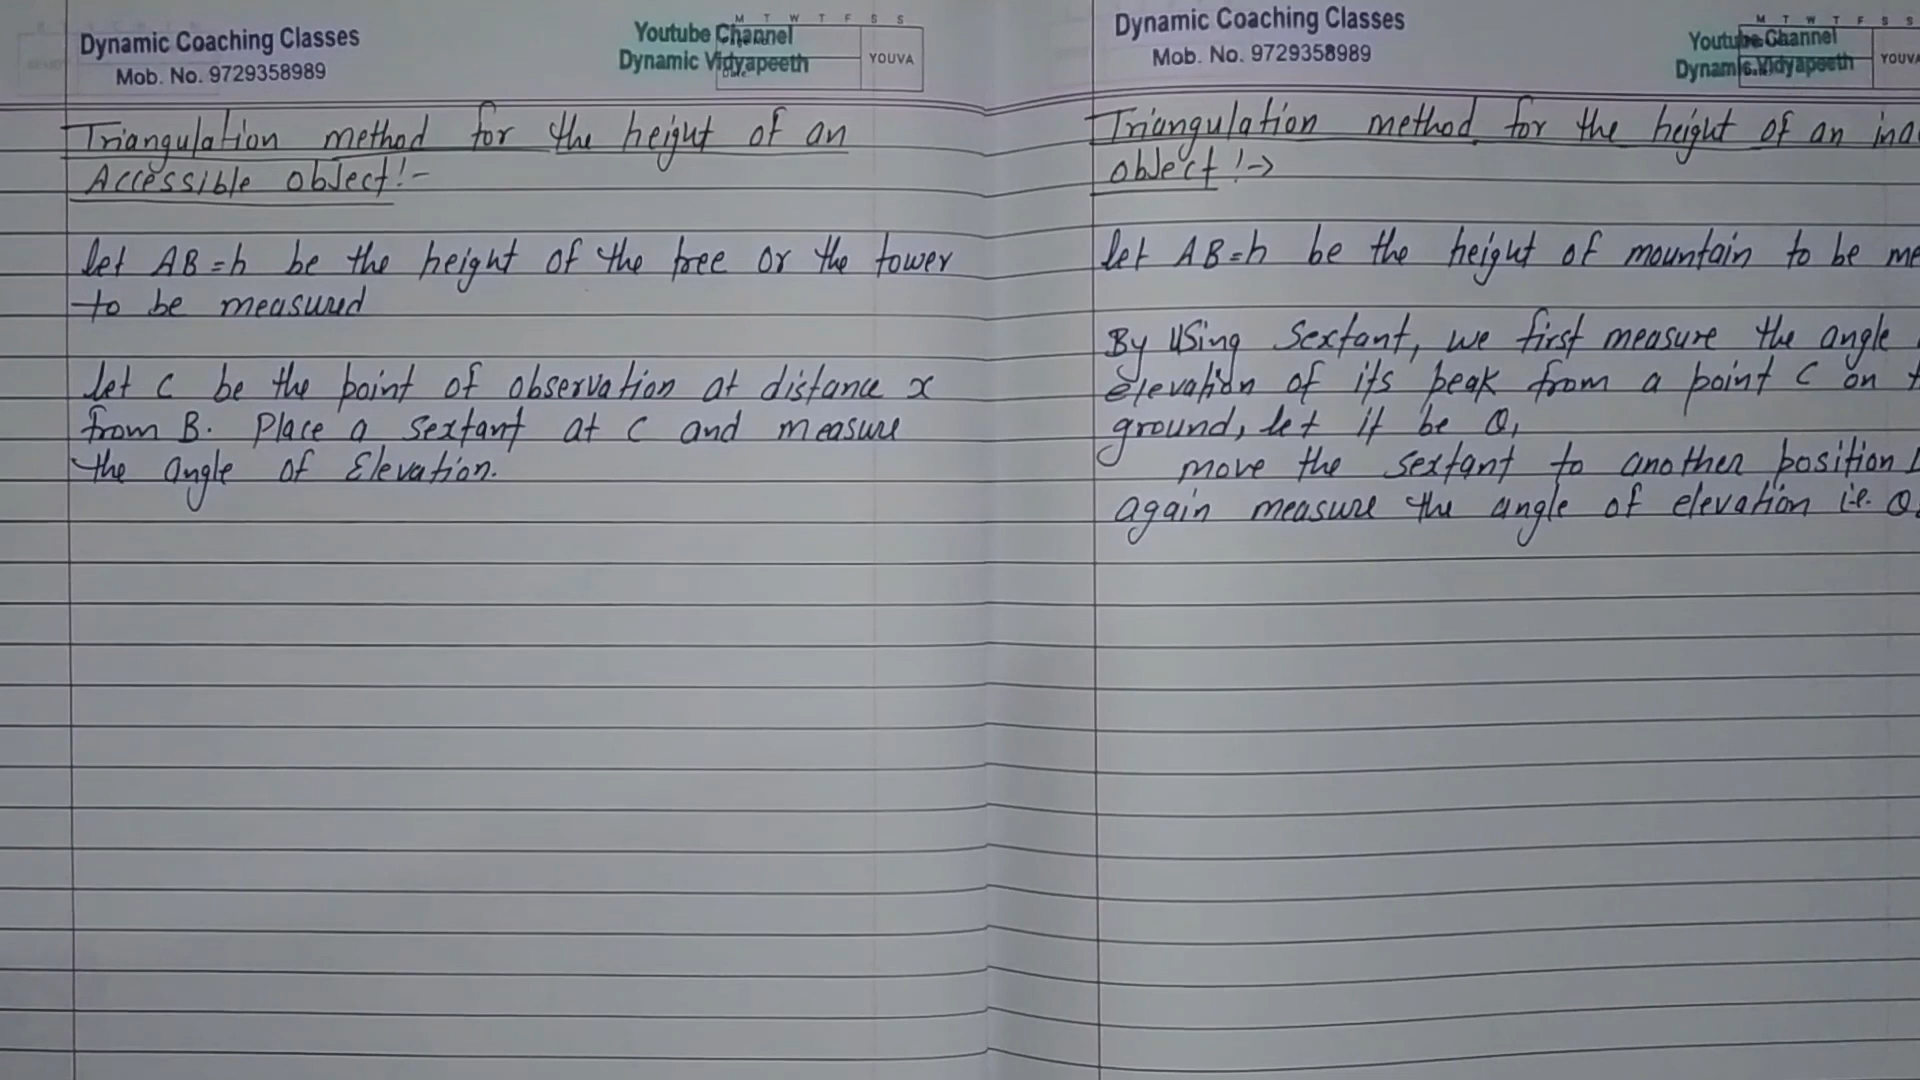 Dynamic Coaching Classes
Mob. No. 9729358989
Youtube Channel
Dynamic Vidyapeeth
M T W T F S S
YOUVA
Triangulation method for the height of an
Accessible object!-
let AB=h be the height of the tree or the tower
to be measured
let C be the point of observation at distance x
from B. Place a sextant at C and measure
the angle of Elevation.
Dynamic Coaching Classes
Mob. No. 9729358989
Youtube Channel
Dynamic Vidyapeeth
M T W T F S S
Triangulation method for the height of an
object!→
let AB=h be the height of mountain to be
By Using Sextant, we first measure the angle
elevation of its peak from a point C on
ground, let it be θ,
move the sextant to another position
again measure the angle of elevation i.e. θ